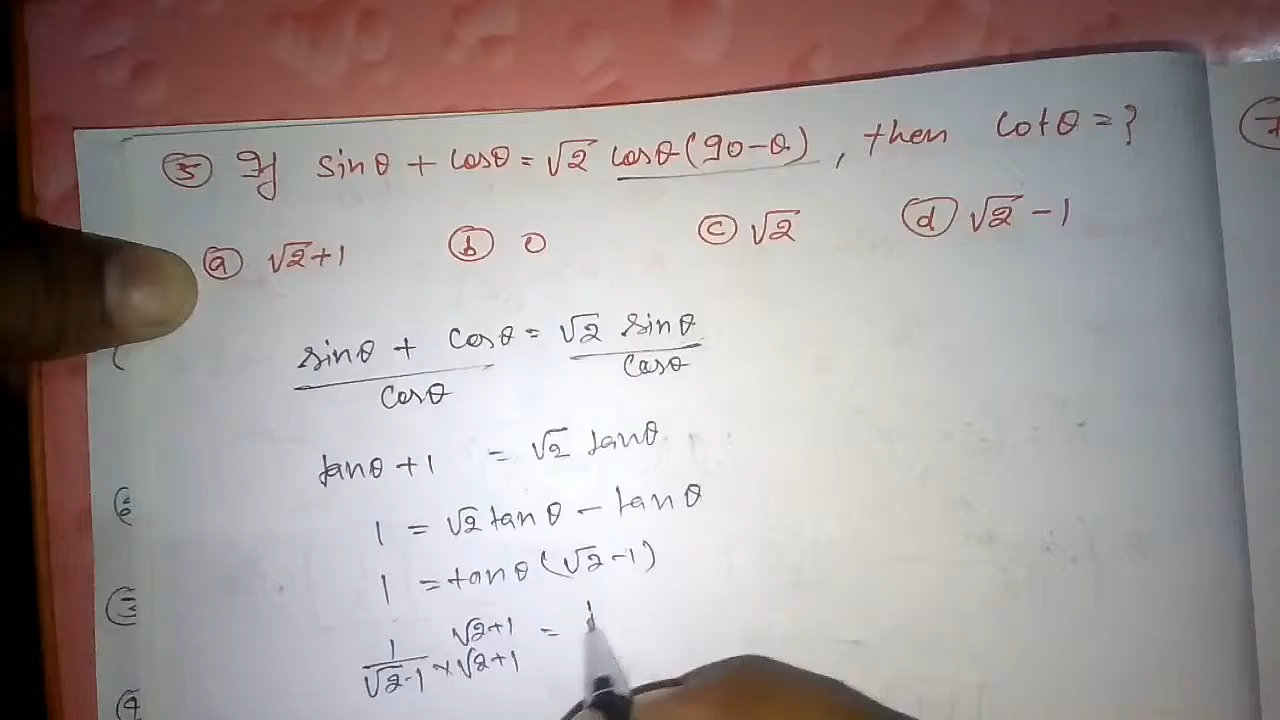 ⑤ If sinθ + cosθ = √2 cosθ(90-θ), then cotθ = ?
ⓐ √2+1 ⓑ 0 ⓒ √2 ⓓ √2-1
sinθ + cosθ = √2 sinθ
cosθ cosθ
tanθ + 1 = √2 tanθ
1 = √2 tanθ - tanθ
1 = tanθ (√2-1)
1 √2+1 =
√2-1 × √2+1